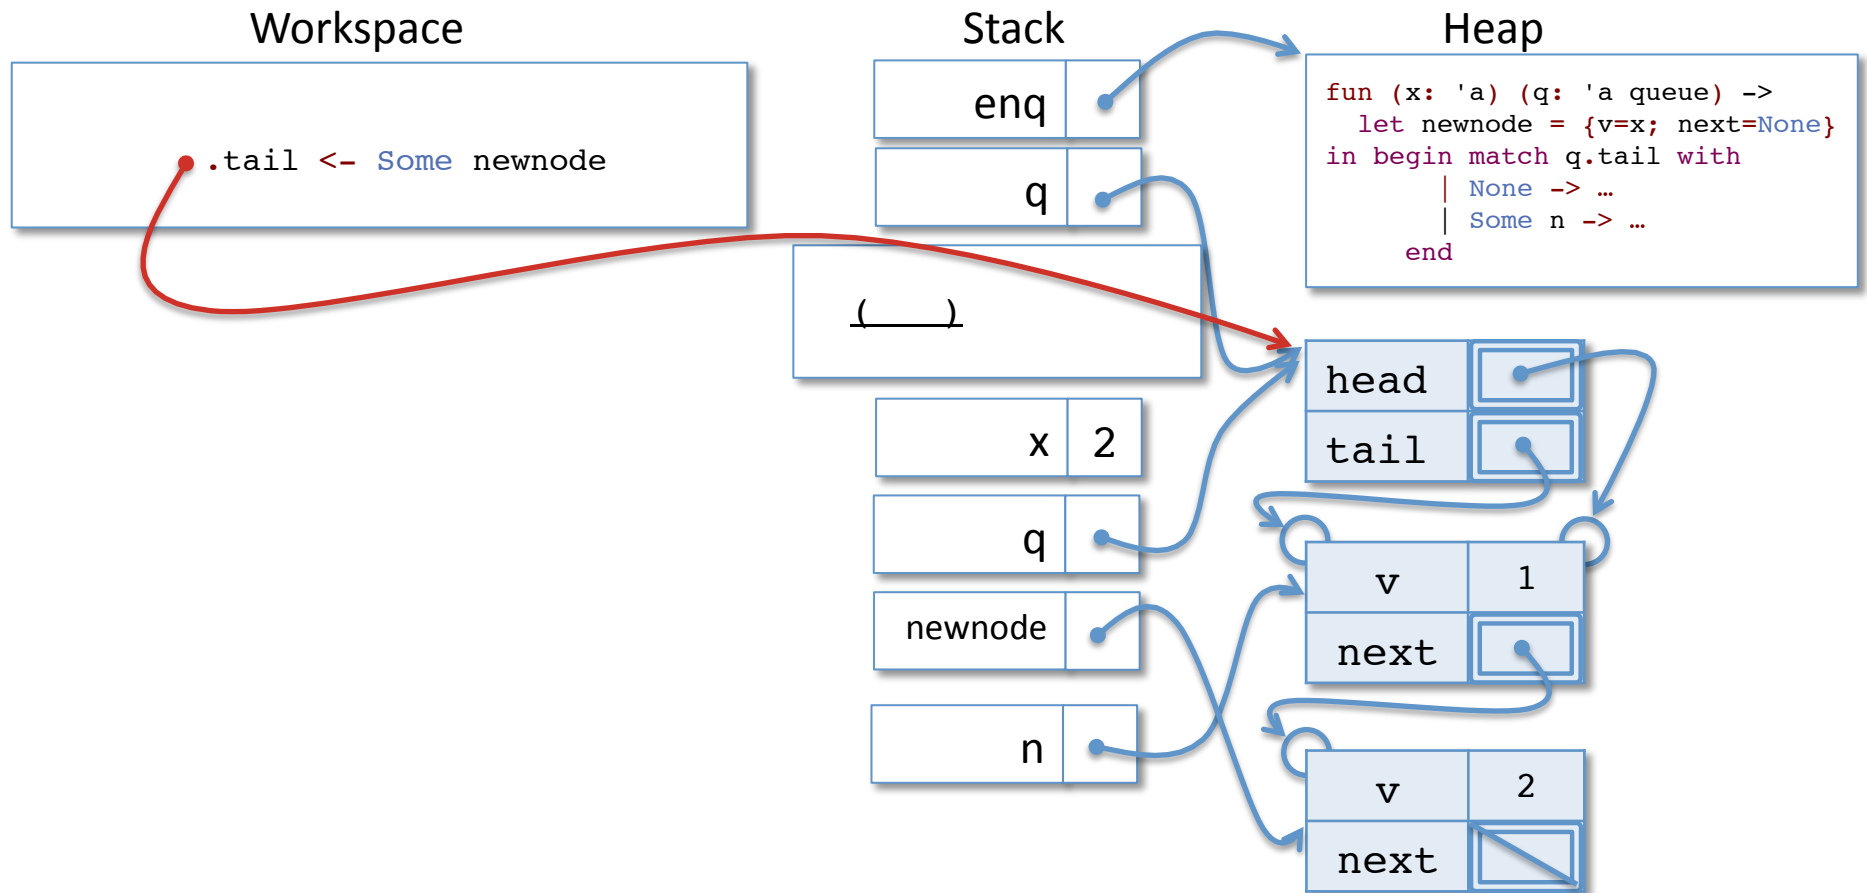 Workspace
Stack
Heap
.tail <- Some newnode
enq
q
(    )
x 2
q
newnode
n
fun (x: 'a) (q: 'a queue) ->
let newnode = {v=x; next=None}
in begin match q.tail with
| None -> …
| Some n -> …
end
head
tail
v 1
next
v 2
next